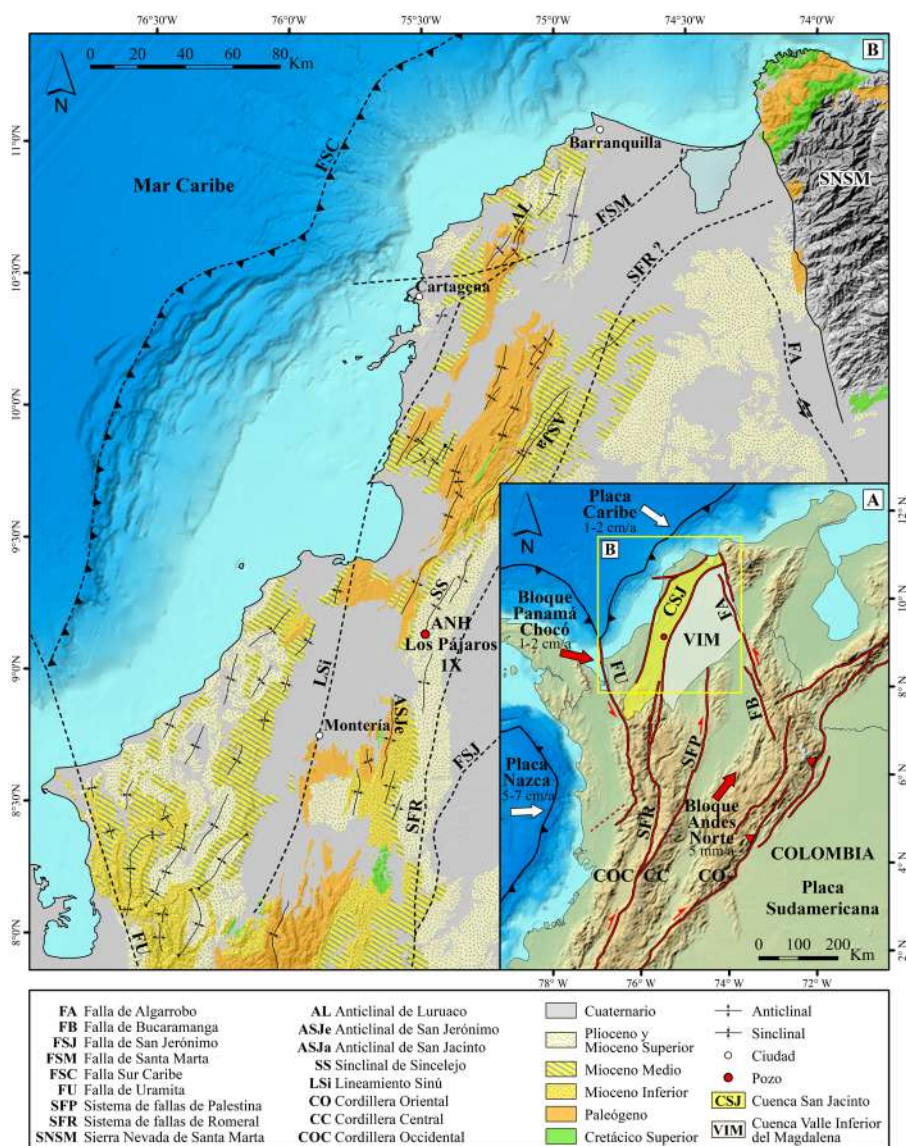 76°30' W
76°0' W
75°30' W
75°0' W
74°30' W
74°0' W
B
0 20 40 60 80
Km
N
11°0'N
10°30'N
10°0'N
9°30'N
9°0'N
8°30'N
8°0'N
Mar Caribe
FSC
Barranquilla
SNSM
AL
FSM
SFR ?
Cartagena
FA
ASJa
SS
ANH
Los Pájaros
1X
LSi
Montería
ASJe
FSJ
SFR
FU
A
N
B
Placa
Caribe
1-2 cm/a
Bloque
Panamá
Chocó
1-2 cm/a
CSJ
FA
VIM
FU
FB
SFP
Placa
Nazca
5-7 cm/a
SFR
Bloque
Andes
Norte
5 mm/a
COC
CC
CO
COLOMBIA
Placa
Sudamericana
0 100 200
Km
12° N
10° N
8° N
6° N
4° N
2° N
78° W
76° W
74° W
72° W
FA Falla de Algarrobo
FB Falla de Bucaramanga
FSJ Falla de San Jerónimo
FSM Falla de Santa Marta
FSC Falla Sur Caribe
FU Falla de Uramita
SFP Sistema de fallas de Palestina
SFR Sistema de fallas de Romeral
SNSM Sierra Nevada de Santa Marta
AL Anticlinal de Luruaco
ASJe Anticlinal de San Jerónimo
ASJa Anticlinal de San Jacinto
SS Sinclinal de Sincelejo
LSi Lineamiento Sinú
CO Cordillera Oriental
CC Cordillera Central
COC Cordillera Occidental
Cuaternario
Plioceno y
Mioceno Superior
Mioceno Medio
Mioceno Inferior
Paleógeno
Cretácico Superior
Anticlinal
Sinclinal
Ciudad
Pozo
CSJ Cuenca San Jacinto
VIM Cuenca Valle Inferior
del Magdalena